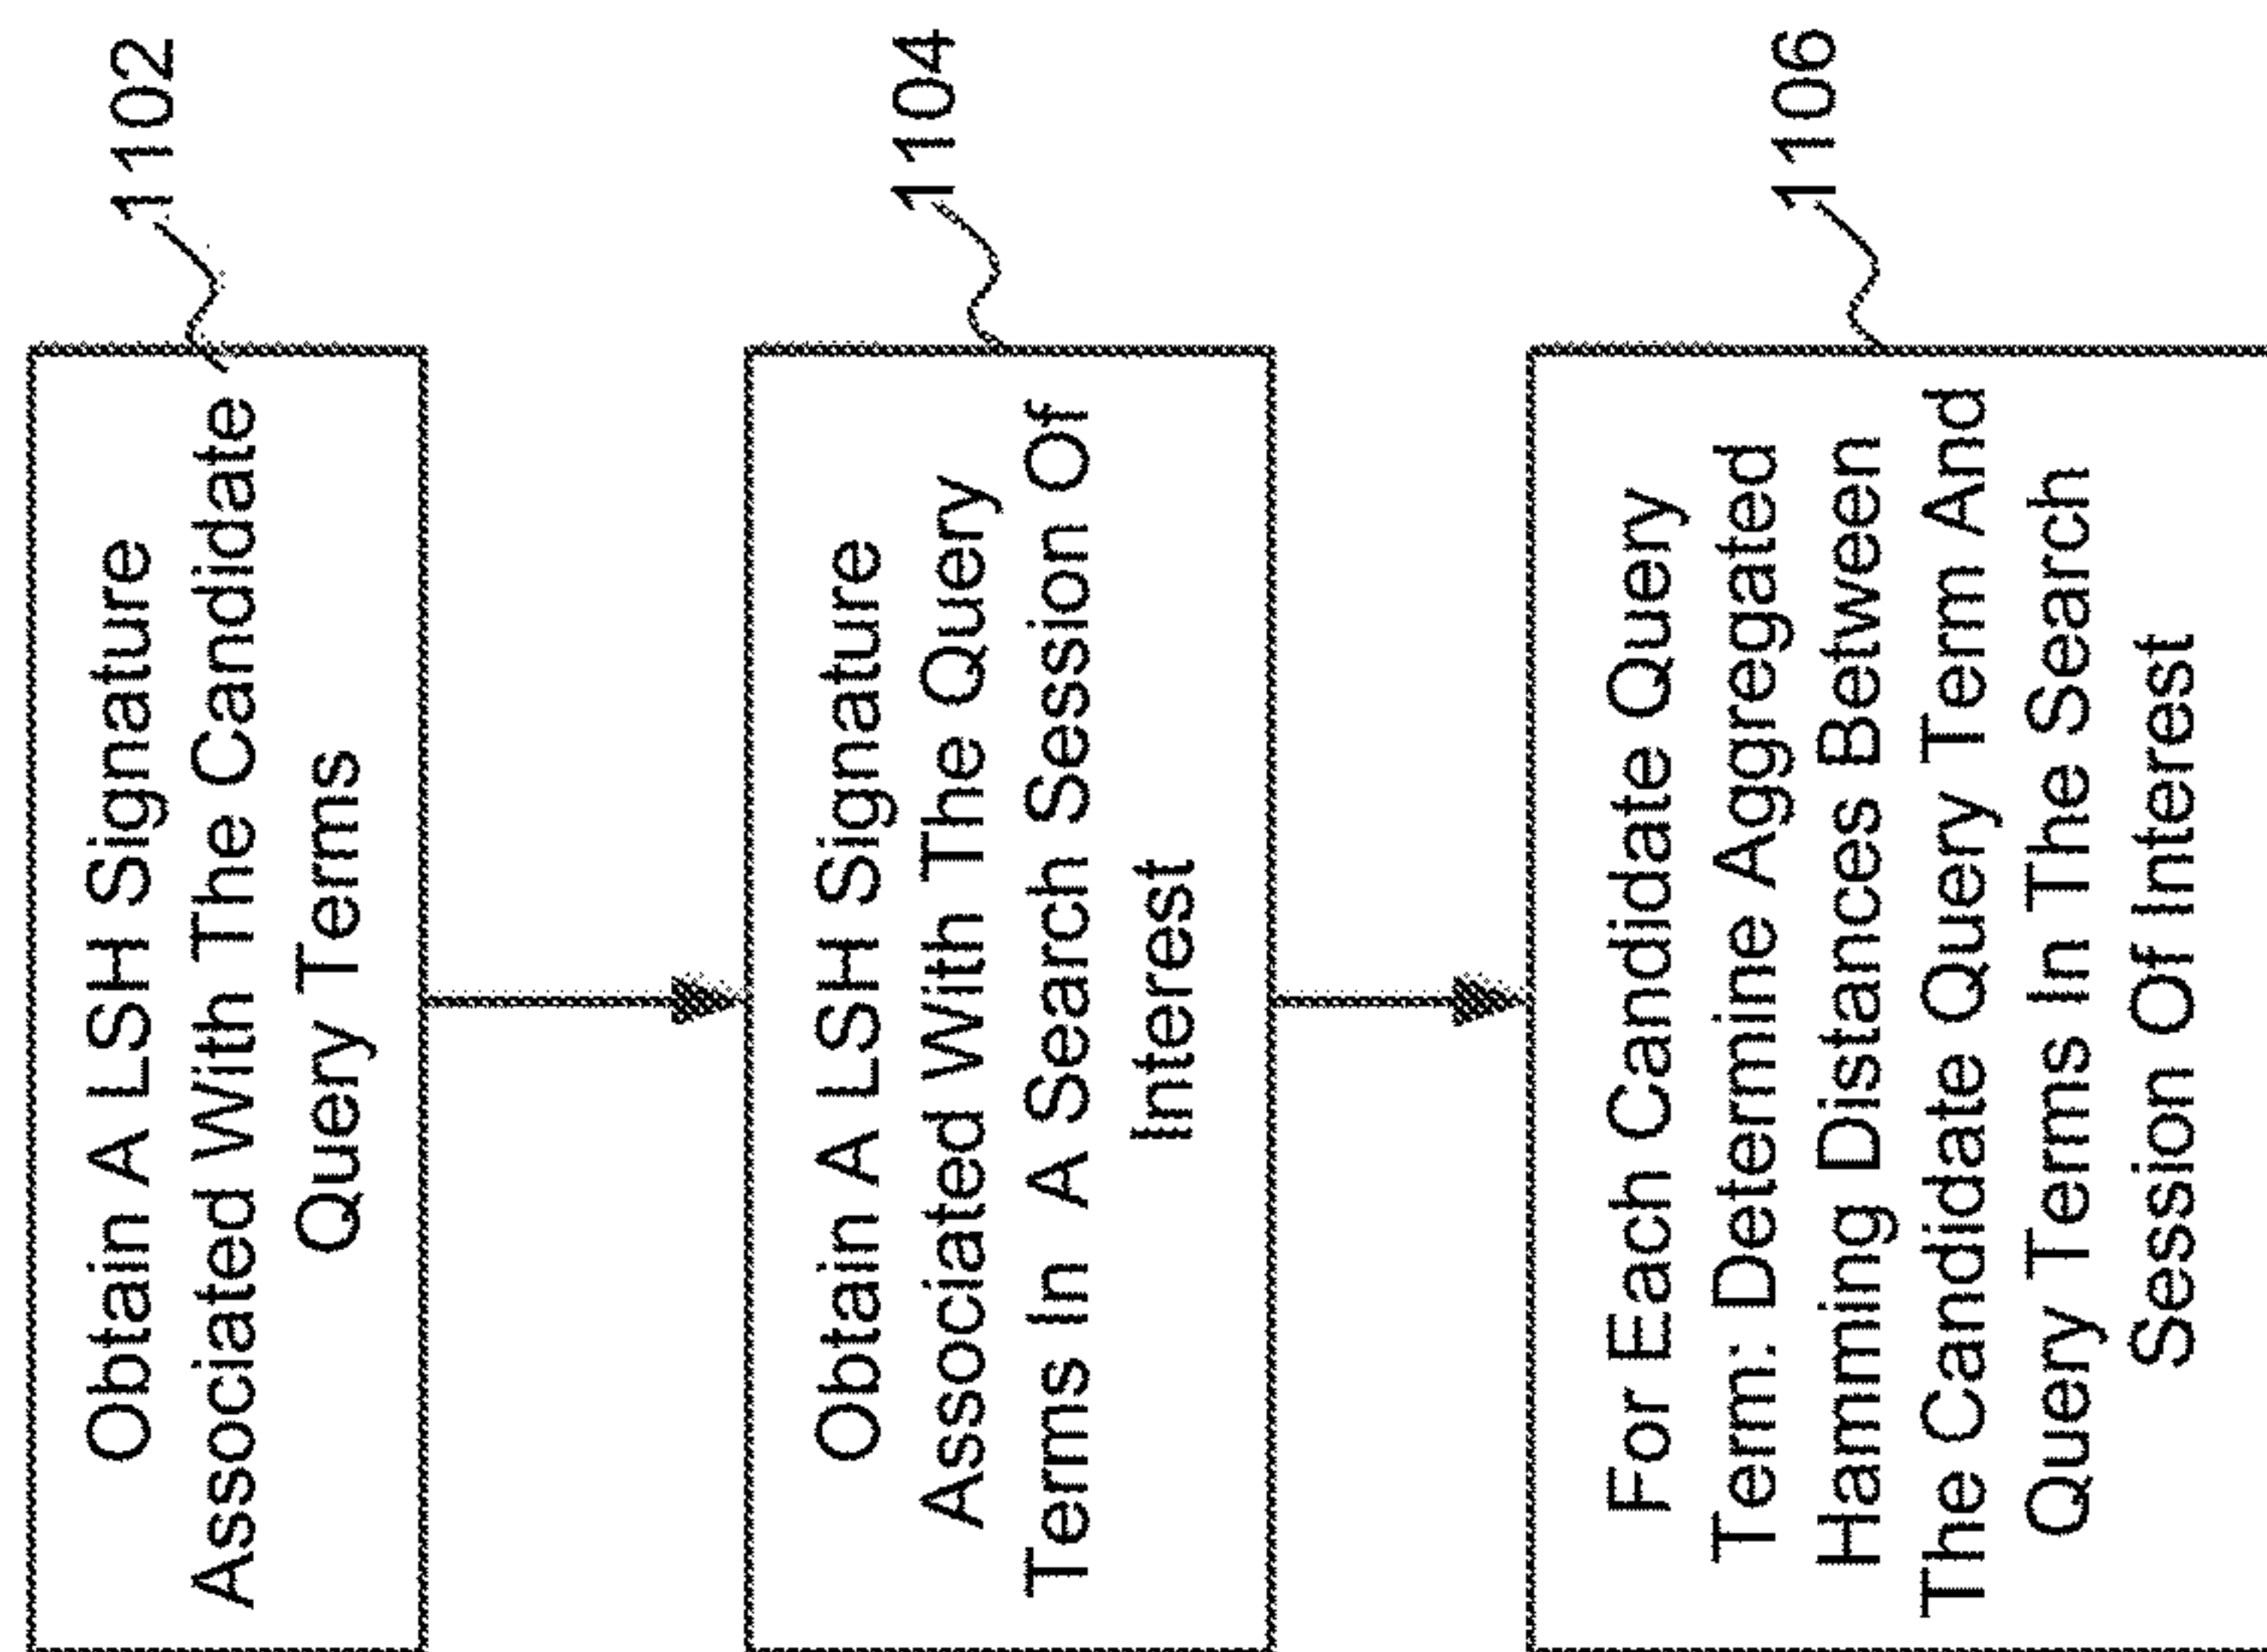 Obtain A LSH Signature
Associated With The Candidate
Query Terms
1102
Obtain A LSH Signature
Associated With The Query
Terms In A Search Session Of
Interest
1104
For Each Candidate Query
Term: Determine Aggregated
Hamming Distances Between
The Candidate Query Term And
Query Terms In The Search
Session Of Interest
1106